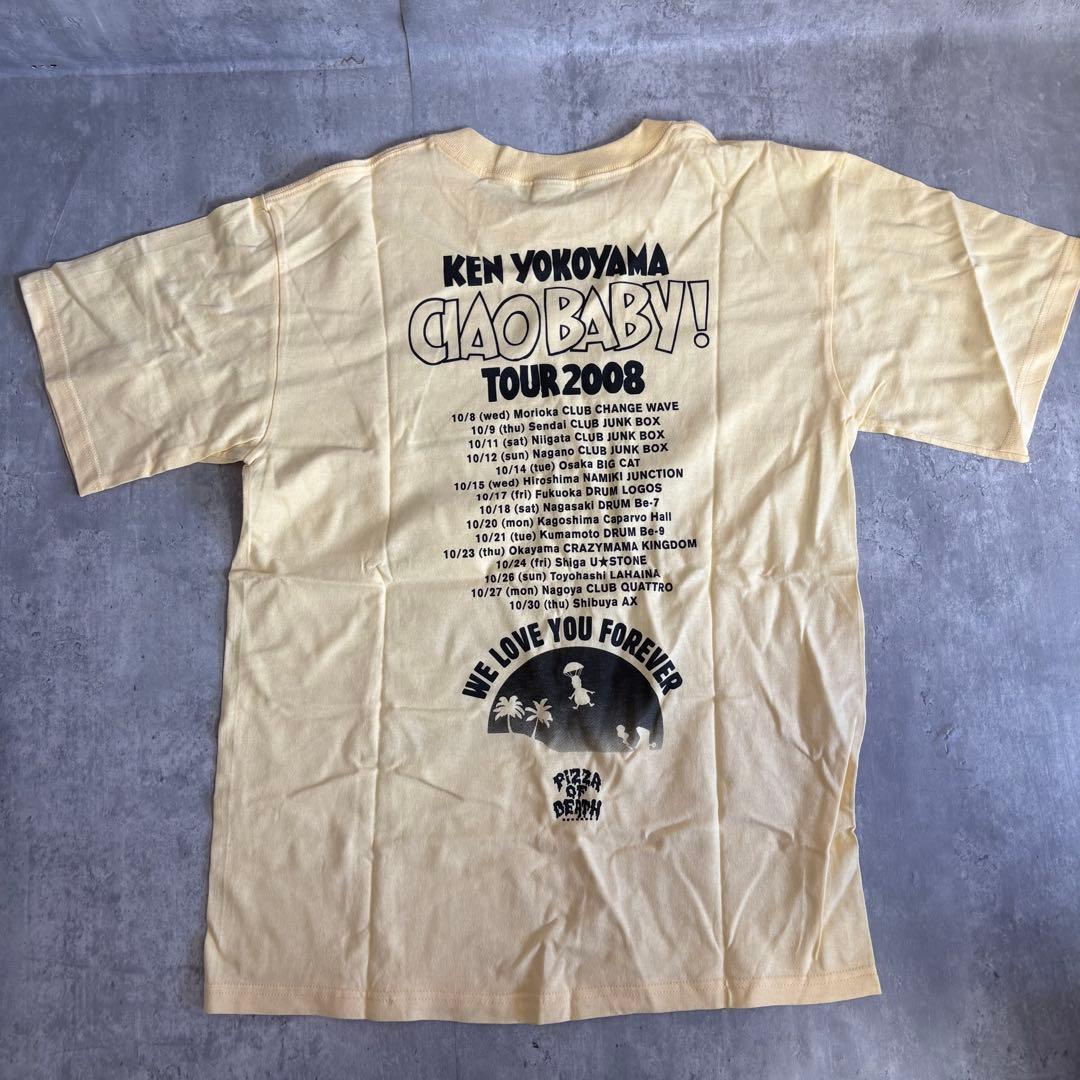 KEN YOKOYAMA
CIAO BABY!
TOUR 2008
10/8 (wed) Morioka CLUB CHANGE WAVE
10/9 (thu) Sendai CLUB JUNK BOX
10/11 (sat) Niigata CLUB JUNK BOX
10/12 (sun) Nagano CLUB JUNK BOX
10/14 (tue) Osaka BIG CAT
10/15 (wed) Hiroshima NAMIKI JUNCTION
10/17 (fri) Fukuoka DRUM LOGOS
10/18 (sat) Nagasaki DRUM Be-7
10/20 (mon) Kagoshima Caparvo Hall
10/21 (tue) Kumamoto DRUM Be-9
10/23 (thu) Okayama CRAZYMAMA KINGDOM
10/24 (fri) Shiga U★STONE
10/26 (sun) Toyohashi LAHAINA
10/27 (mon) Nagoya CLUB QUATTRO
10/30 (thu) Shibuya AX
WE LOVE YOU FOREVER
PIZZA
OF
DEATH